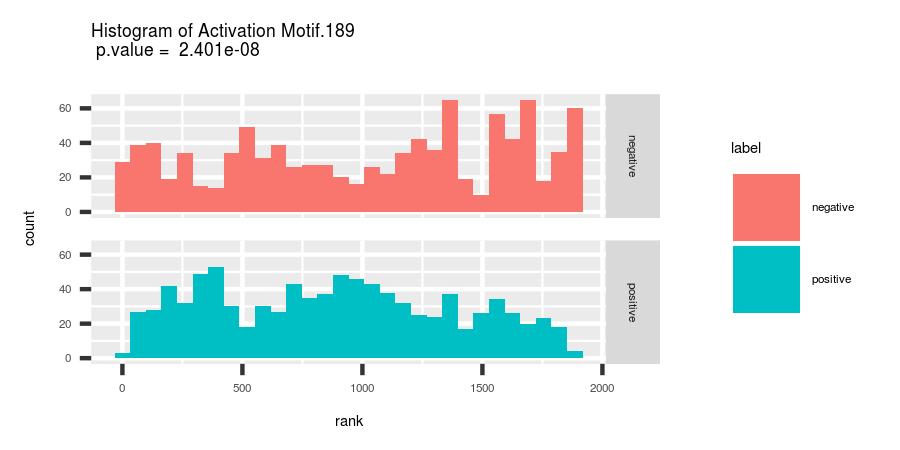 Histogram of Activation Motif.189
p.value = 2.401e-08
count
60
40
20
0
negative
60
40
20
0
positive
0
500
1000
1500
2000
rank
label
negative
positive